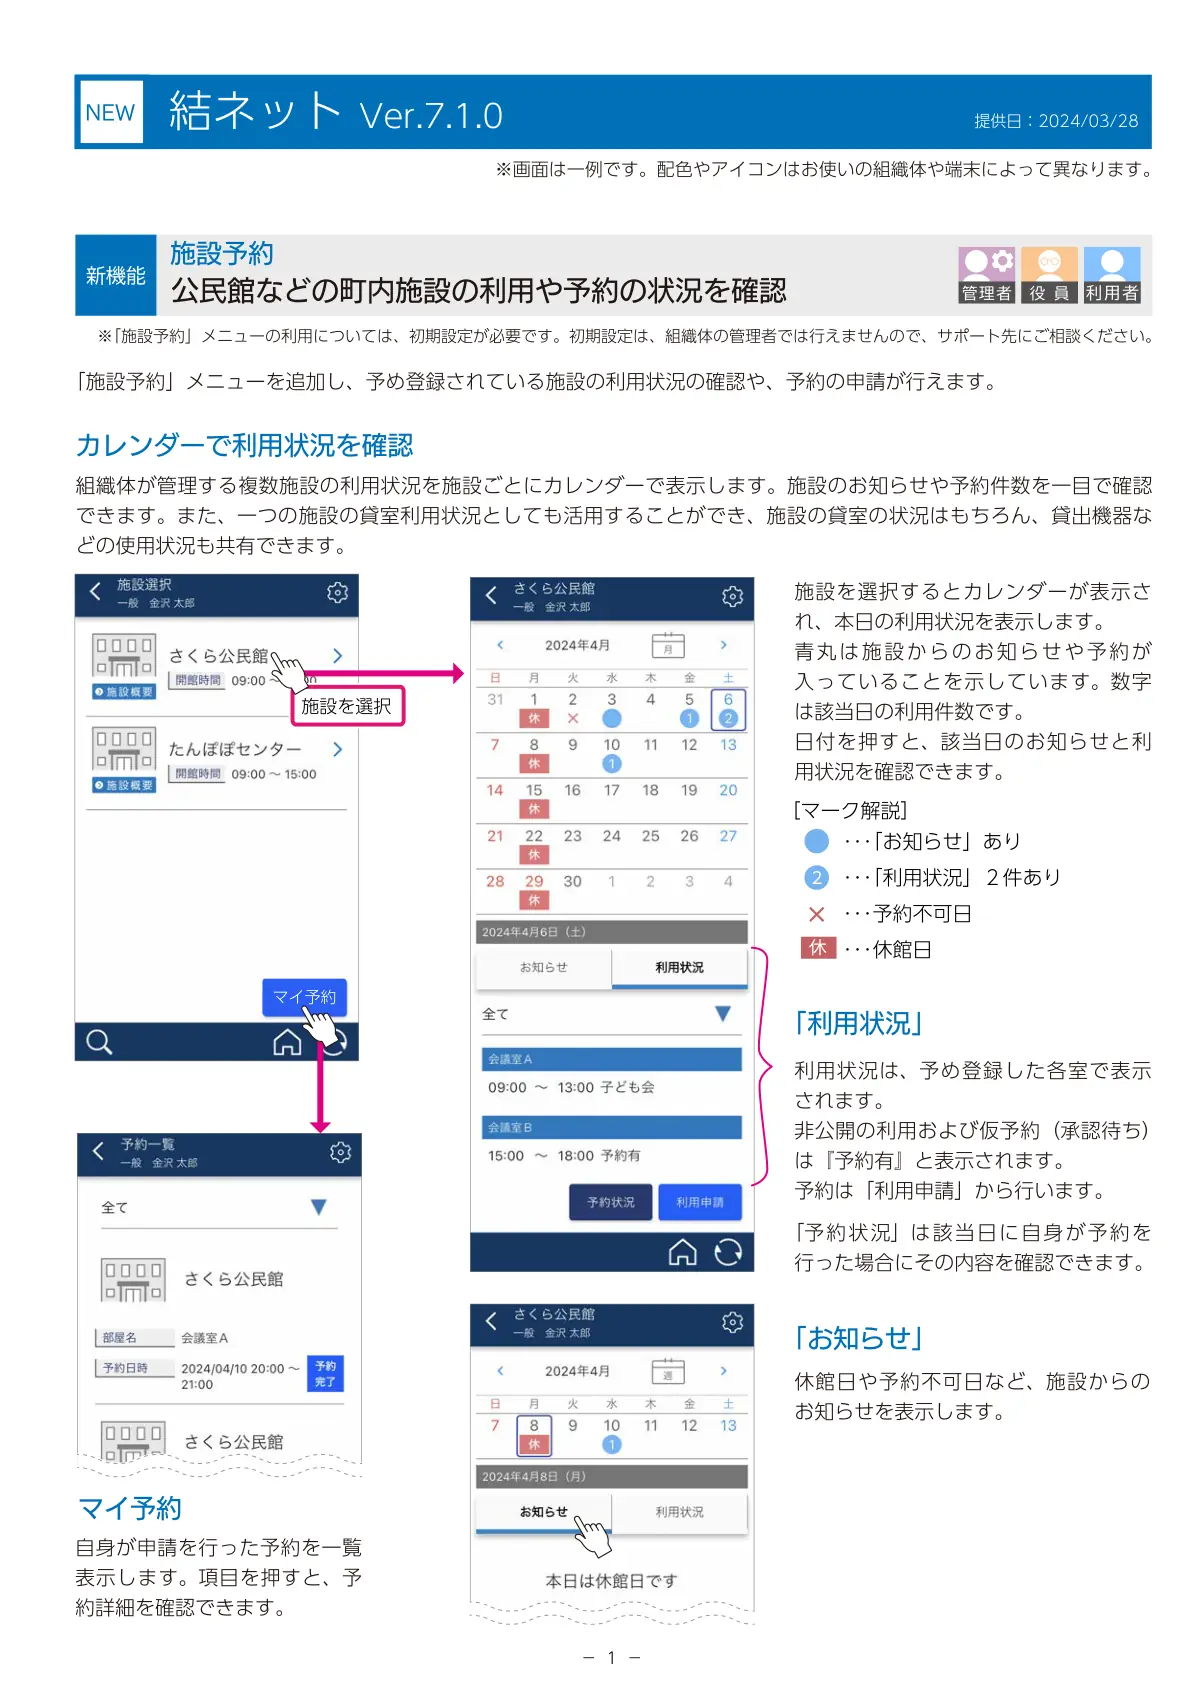 NEW 結ネット Ver.7.1.0 提供日：2024/03/28
※画面は一例です。配色やアイコンはお使いの組織体や端末によって異なります。
新機能
施設予約
公民館などの町内施設の利用や予約の状況を確認
管理者 役員 利用者
※「施設予約」メニューの利用については、初期設定が必要です。初期設定は、組織体の管理者では行えませんので、サポート先にご相談ください。
「施設予約」メニューを追加し、予め登録されている施設の利用状況の確認や、予約の申請が行えます。
カレンダーで利用状況を確認
組織体が管理する複数施設の利用状況を施設ごとにカレンダーで表示します。施設のお知らせや予約件数を一目で確認
できます。また、一つの施設の貸室利用状況としても活用することができ、施設の貸室の状況はもちろん、貸出機器な
どの使用状況も共有できます。
施設選択
一般 金沢 太郎
さくら公民館
開館時間 09:00 ～
施設概要
施設を選択
たんぽぽセンター
開館時間 09:00 ～ 15:00
施設概要
マイ予約
予約一覧
一般 金沢 太郎
全て
さくら公民館
部屋名 会議室A
予約日時 2024/04/10 20:00 ～
21:00
予約
完了
さくら公民館
マイ予約
自身が申請を行った予約を一覧
表示します。項目を押すと、予
約詳細を確認できます。
さくら公民館
一般 金沢 太郎
2024年4月 月
日 月 火 水 木 金 土
31 1 2 3 4 5 6
休 × 1 2
7 8 9 10 11 12 13
休 1
14 15 16 17 18 19 20
休
21 22 23 24 25 26 27
休
28 29 30 1 2 3 4
休
2024年4月6日（土）
お知らせ 利用状況
全て
会議室A
09:00 ～ 13:00 子ども会
会議室B
15:00 ～ 18:00 予約有
予約状況 利用申請
さくら公民館
一般 金沢 太郎
2024年4月 週
日 月 火 水 木 金 土
7 8 9 10 11 12 13
休 1
2024年4月8日（月）
お知らせ 利用状況
本日は休館日です
施設を選択するとカレンダーが表示さ
れ、本日の利用状況を表示します。
青丸は施設からのお知らせや予約が
入っていることを示しています。数字
は該当日の利用件数です。
日付を押すと、該当日のお知らせと利
用状況を確認できます。
[マーク解説]
･･･「お知らせ」あり
2 ･･･「利用状況」２件あり
× ･･･予約不可日
休 ･･･休館日
「利用状況」
利用状況は、予め登録した各室で表示
されます。
非公開の利用および仮予約（承認待ち）
は『予約有』と表示されます。
予約は「利用申請」から行います。
「予約状況」は該当日に自身が予約を
行った場合にその内容を確認できます。
「お知らせ」
休館日や予約不可日など、施設からの
お知らせを表示します。
－ 1 －